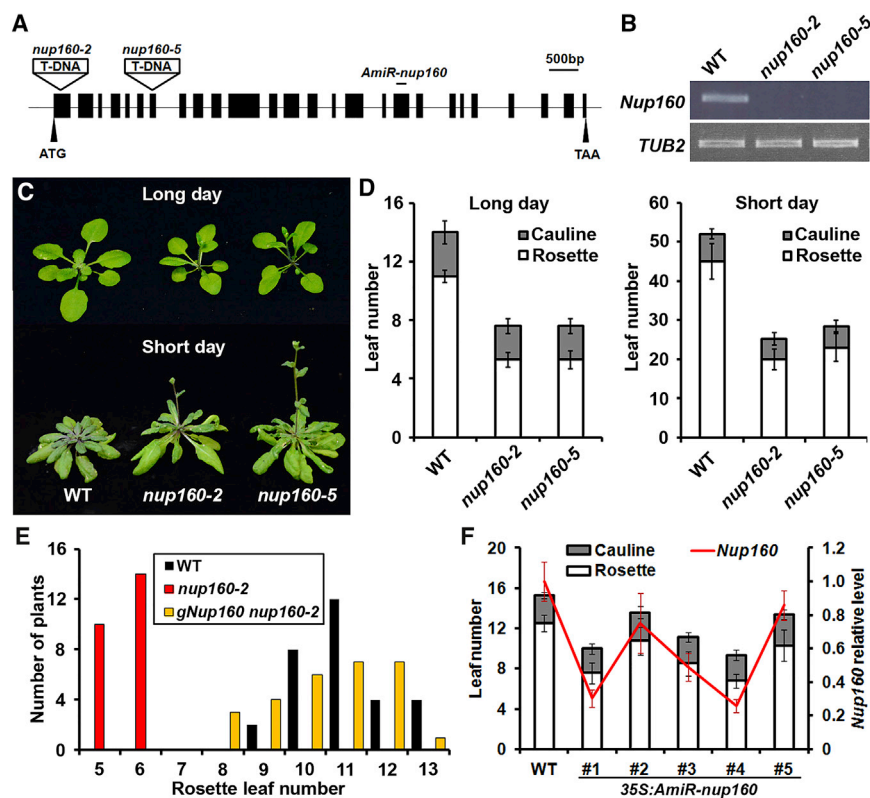 A
nup160-2
T-DNA
nup160-5
T-DNA
AmiR-nup160
500bp
ATG
TAA
B
WT
nup160-2
nup160-5
Nup160
TUB2
C
Long day
Short day
WT
nup160-2
nup160-5
D
Long day
Cauline
Rosette
Leaf number
16
12
8
4
0
WT
nup160-2
nup160-5
Short day
Cauline
Rosette
Leaf number
60
50
40
30
20
10
0
WT
nup160-2
nup160-5
E
WT
nup160-2
gNup160 nup160-2
Number of plants
16
12
8
4
0
5 6 7 8 9 10 11 12 13
Rosette leaf number
F
Cauline
Rosette
Nup160
Leaf number
20
16
12
8
4
0
1.2
1.0
0.8
0.6
0.4
0.2
0
Nup160 relative level
WT #1 #2 #3 #4 #5
35S:AmiR-nup160